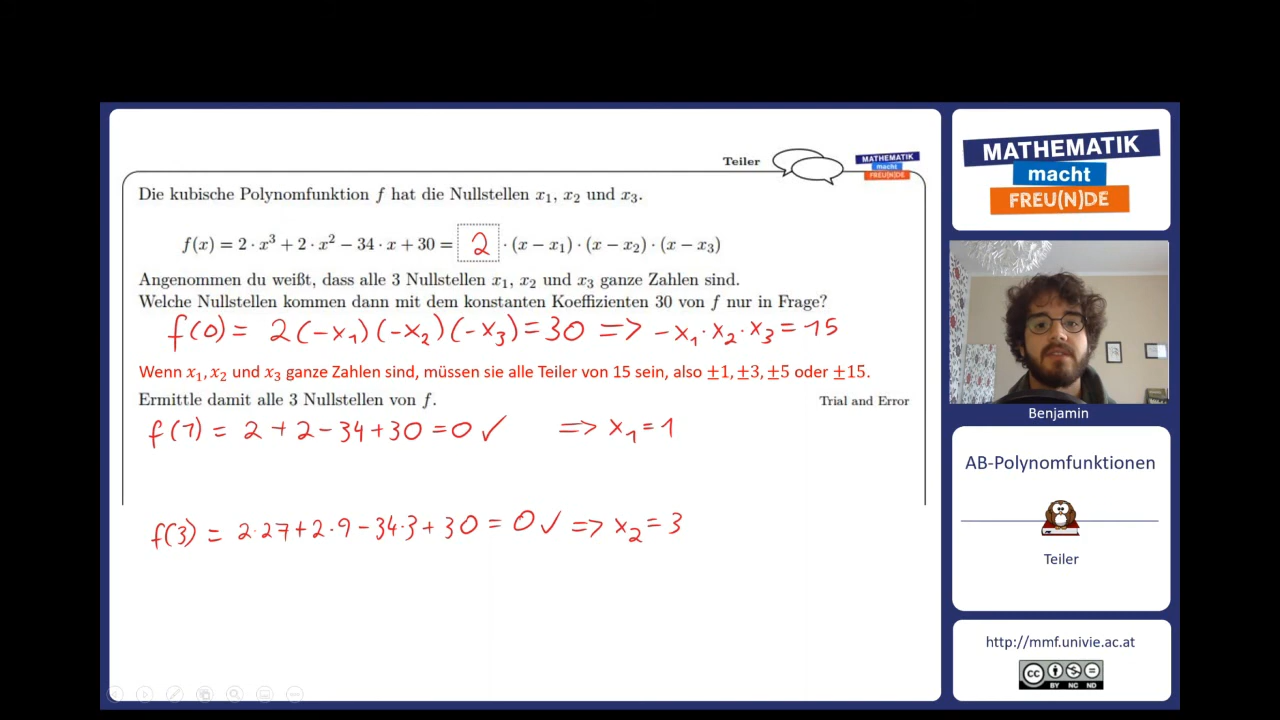 Teiler
MATHEMATIK
macht
FREU(N)DE
Die kubische Polynomfunktion f hat die Nullstellen x₁, x₂ und x₃.
f(x) = 2 · x³ + 2 · x² − 34 · x + 30 = 2 · (x − x₁) · (x − x₂) · (x − x₃)
Angenommen du weißt, dass alle 3 Nullstellen x₁, x₂ und x₃ ganze Zahlen sind.
Welche Nullstellen kommen dann mit dem konstanten Koeffizienten 30 von f nur in Frage?
f(0) = 2(−x₁)(−x₂)(−x₃) = 30 => −x₁·x₂·x₃ = 15
Wenn x₁, x₂ und x₃ ganze Zahlen sind, müssen sie alle Teiler von 15 sein, also ±1, ±3, ±5 oder ±15.
Ermittle damit alle 3 Nullstellen von f.
Trial and Error
f(1) = 2 + 2 − 34 + 30 = 0 ✓ => x₁ = 1
f(3) = 2·27 + 2·9 − 34·3 + 30 = 0 ✓ => x₂ = 3
MATHEMATIK
macht
FREU(N)DE
Benjamin
AB-Polynomfunktionen
Teiler
http://mmf.univie.ac.at
cc
BY NC ND